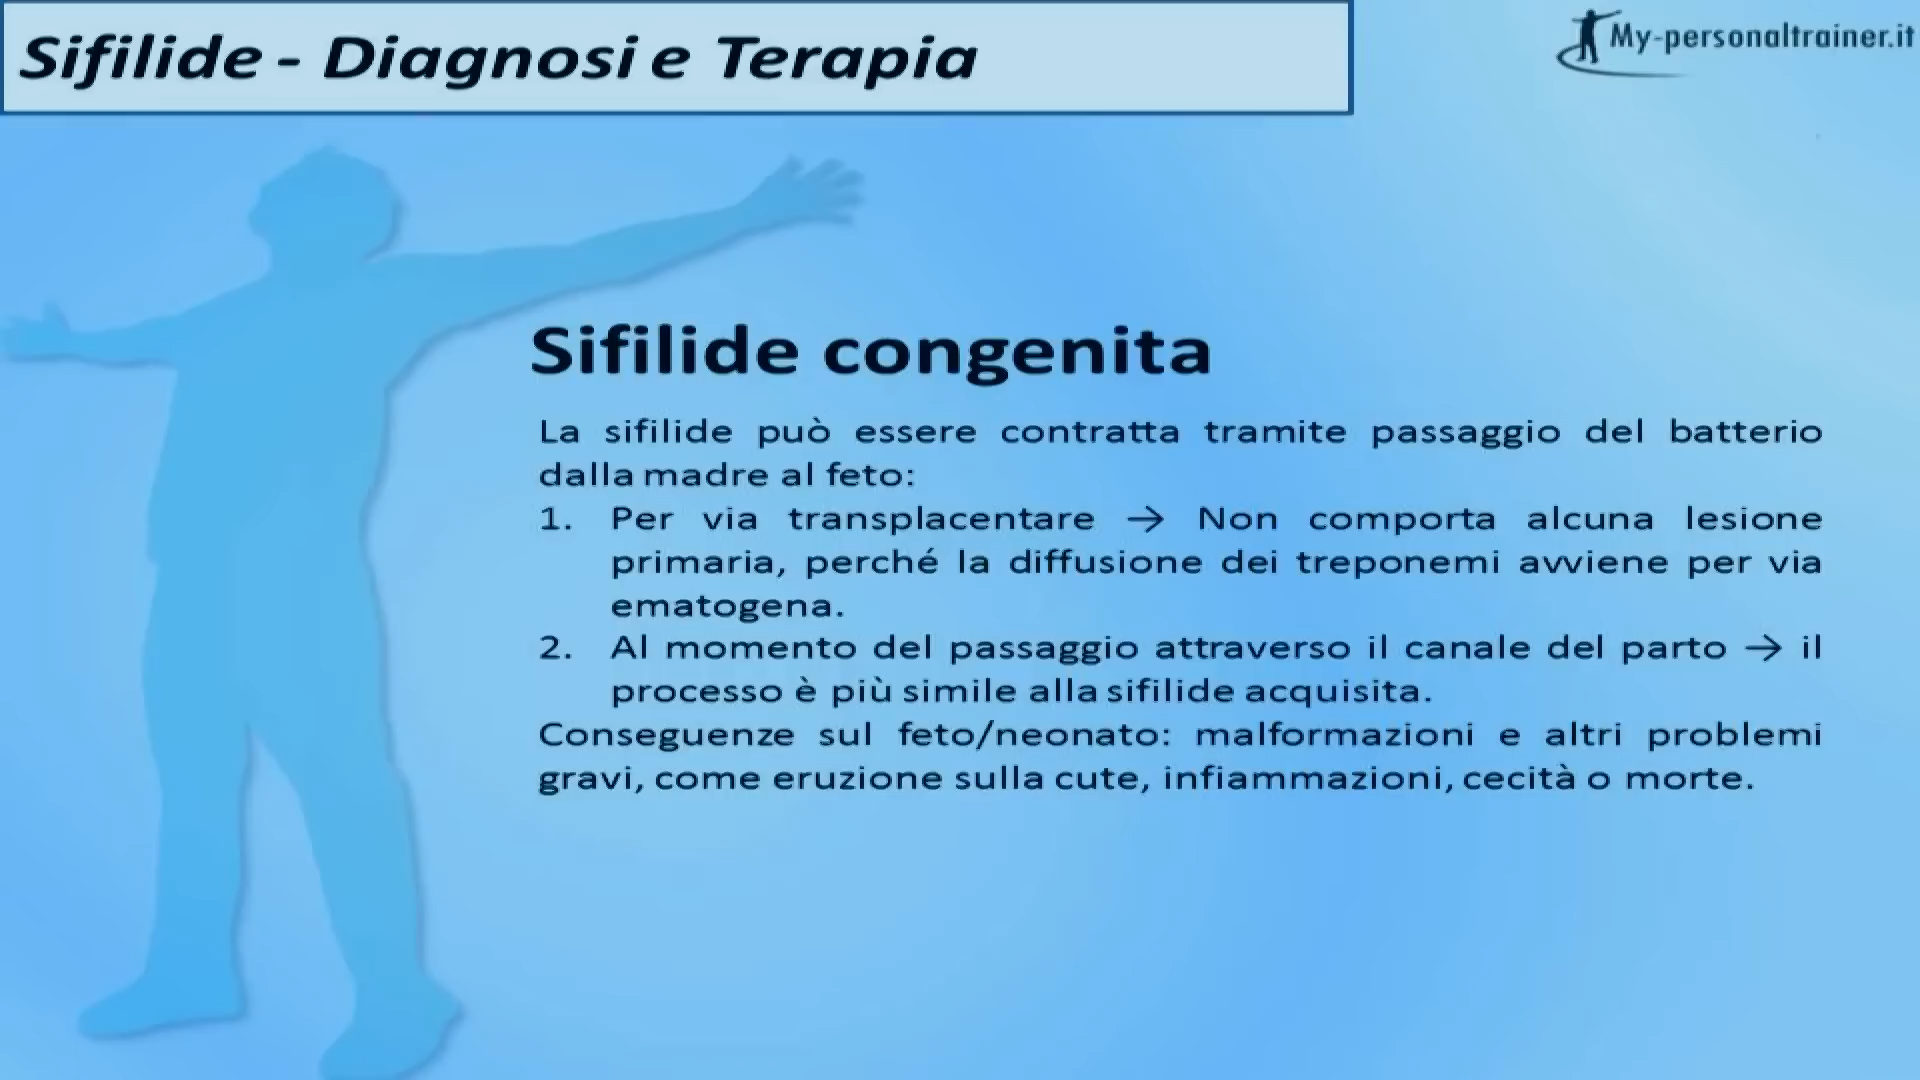 Sifilide - Diagnosi e Terapia
My-personaltrainer.it
Sifilide congenita
La sifilide può essere contratta tramite passaggio del batterio
dalla madre al feto:
1. Per via transplacentare → Non comporta alcuna lesione
primaria, perché la diffusione dei treponemi avviene per via
ematogena.
2. Al momento del passaggio attraverso il canale del parto → il
processo è più simile alla sifilide acquisita.
Conseguenze sul feto/neonato: malformazioni e altri problemi
gravi, come eruzione sulla cute, infiammazioni, cecità o morte.